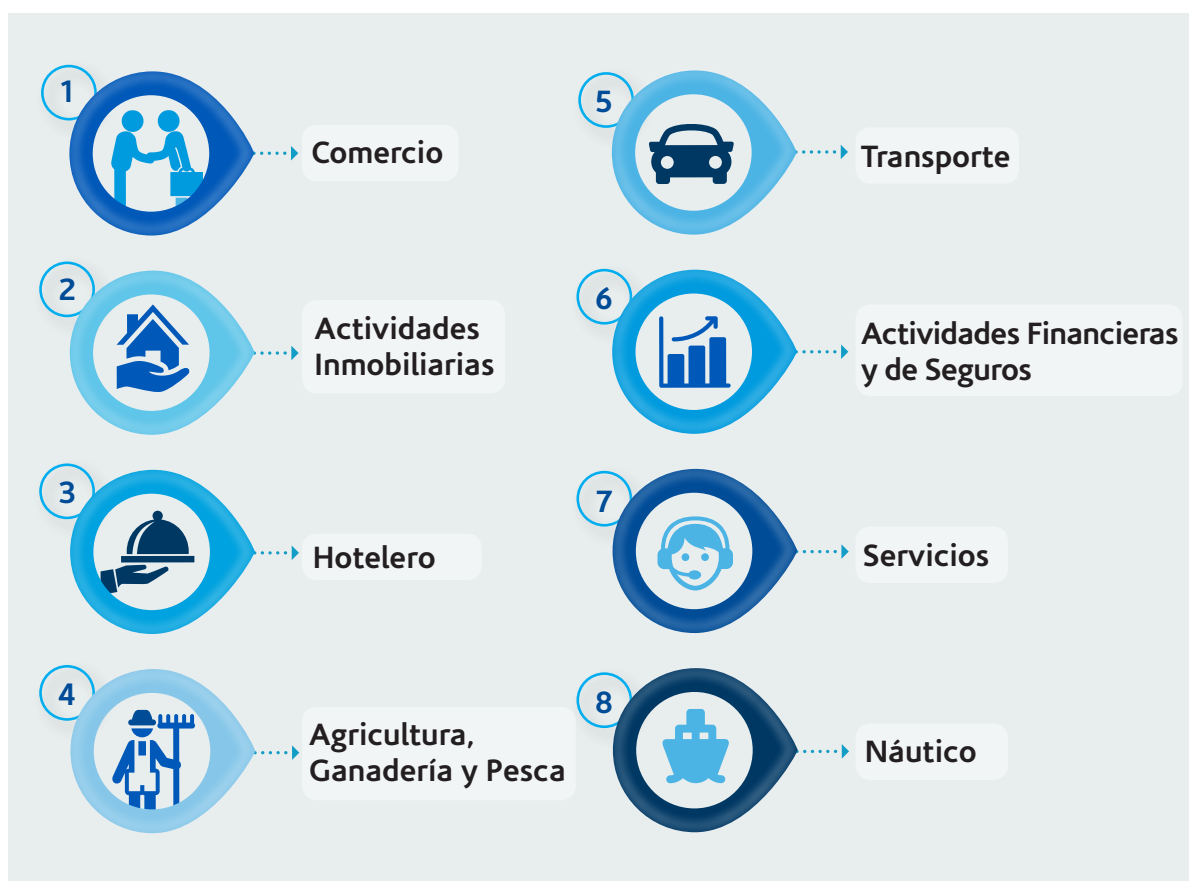 1
Comercio
2
Actividades
Inmobiliarias
3
Hotelero
4
Agricultura,
Ganadería y Pesca
5
Transporte
6
Actividades Financieras
y de Seguros
7
Servicios
8
Náutico